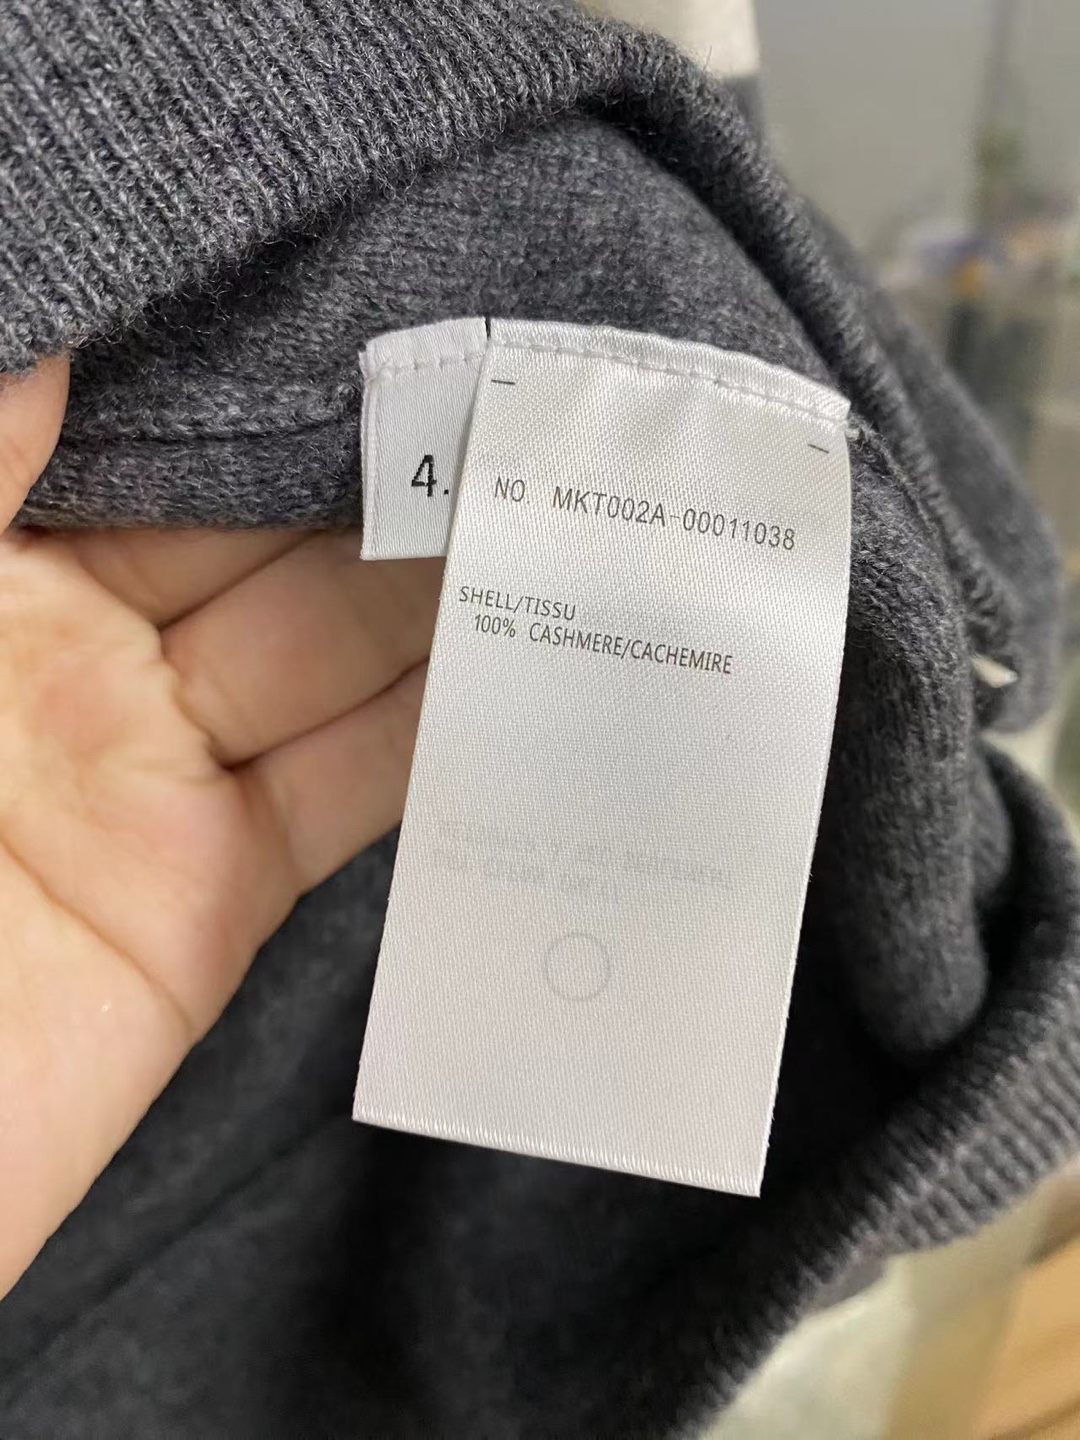 4.
NO. MKT002A-00011038
SHELL/TISSU
100% CASHMERE/CACHEMIRE